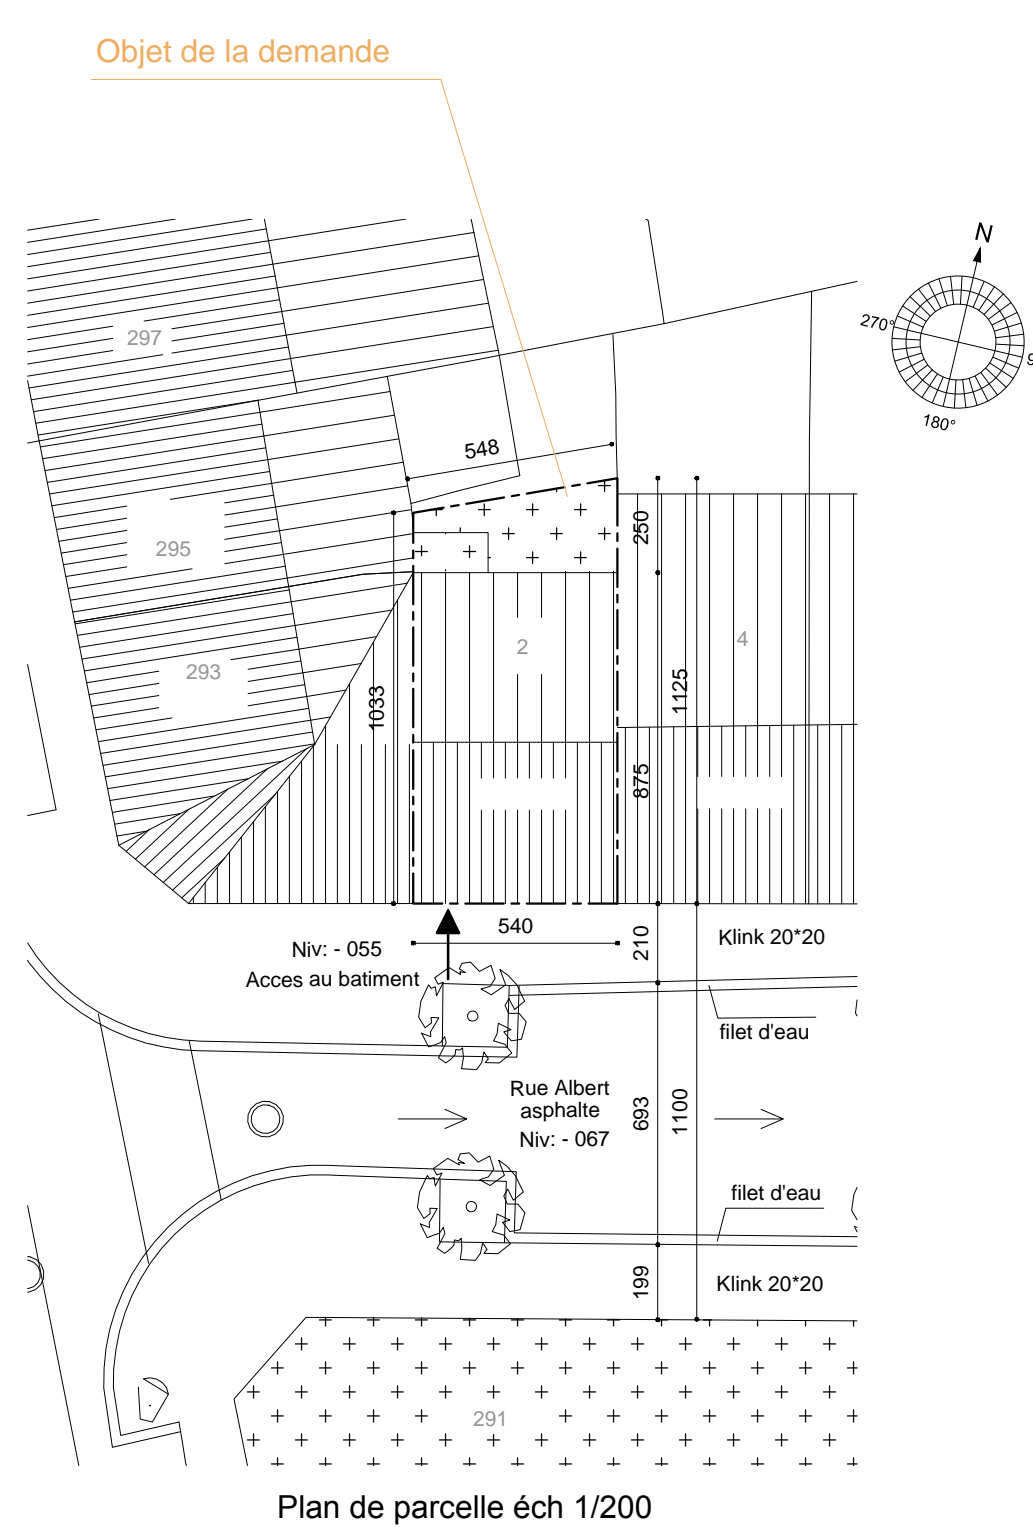 Objet de la demande
N
270°
9
180°
297
548
295
250
2
4
293
1033
1125
875
540
210
Klink 20*20
Niv: - 055
Acces au batiment
filet d'eau
Rue Albert
asphalte
Niv: - 067
693
1100
filet d'eau
199
Klink 20*20
291
Plan de parcelle éch 1/200